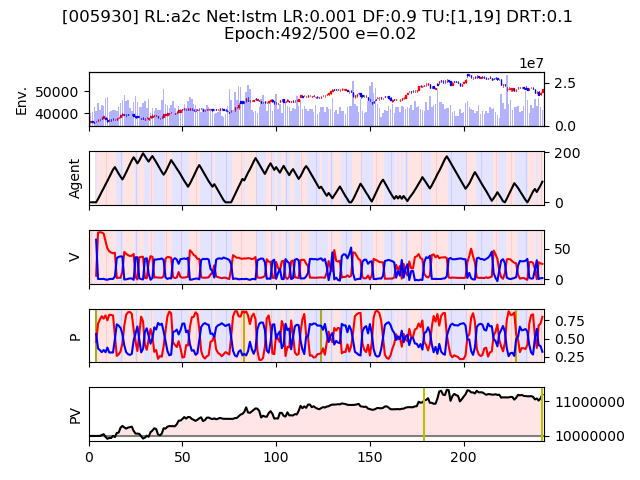 [005930] RL:a2c Net:lstm LR:0.001 DF:0.9 TU:[1,19] DRT:0.1
Epoch:492/500 e=0.02
1e7
Env.
50000
40000
2.5
0.0
Agent
200
0
V
50
0
P
0.75
0.50
0.25
PV
11000000
10000000
0 50 100 150 200